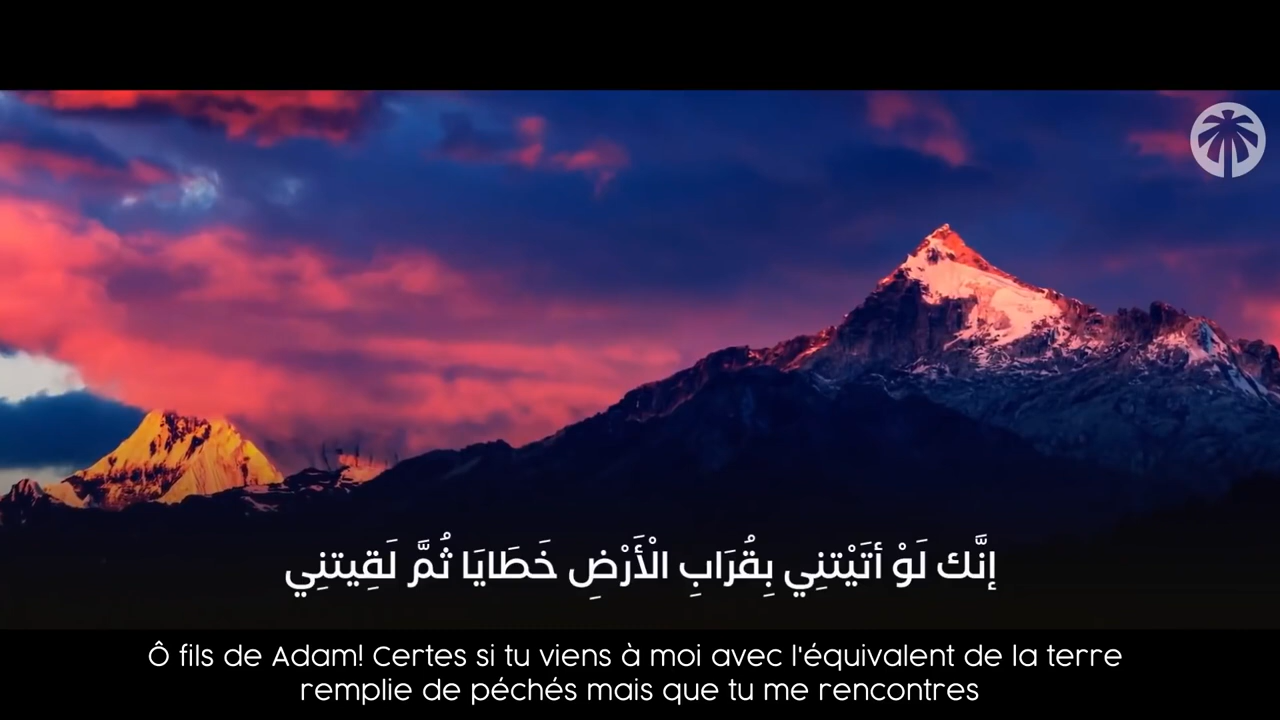 إنَّك لَوْ أتَيْتنِي بِقُرَابِ الْأَرْضِ خَطَايَا ثُمَّ لَقِيتنِي
Ô fils de Adam! Certes si tu viens à moi avec l'équivalent de la terre
remplie de péchés mais que tu me rencontres